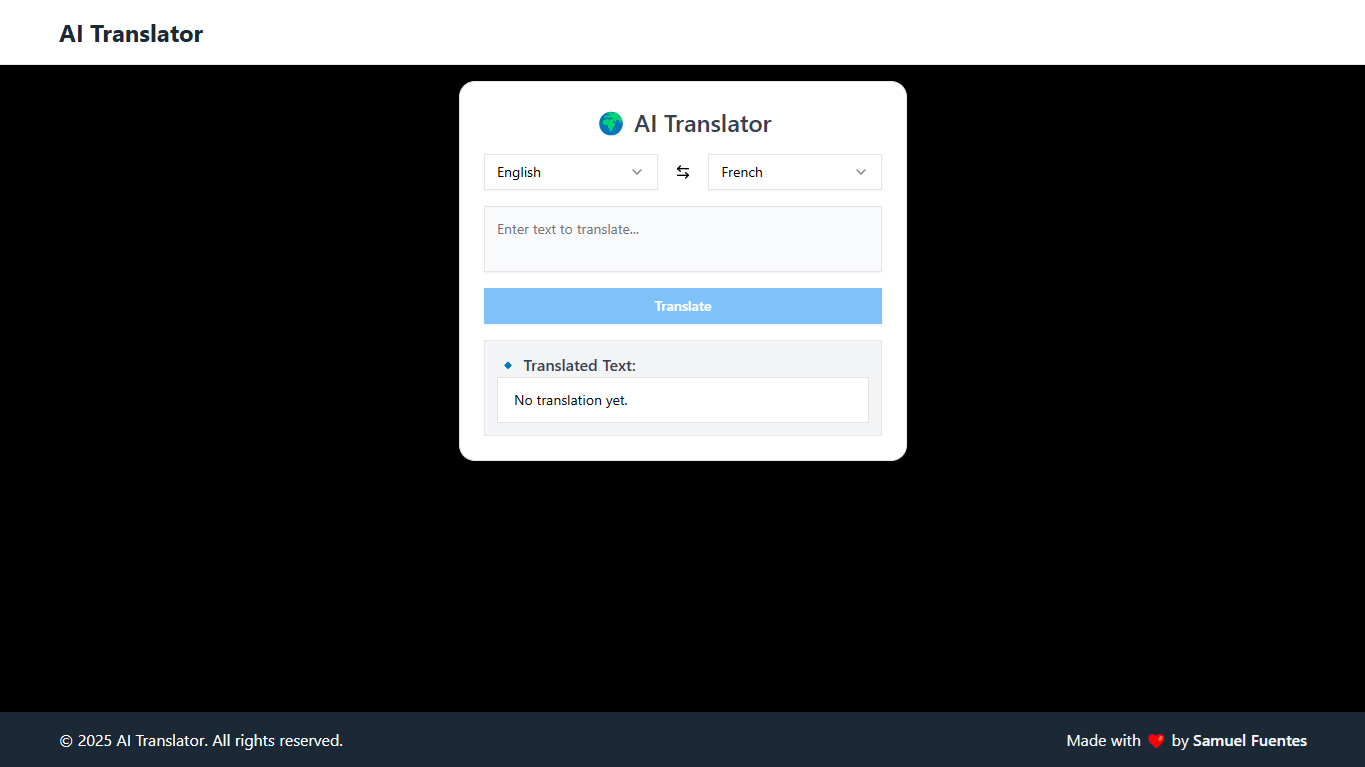 AI Translator
AI Translator
English
French
Enter text to translate...
Translate
Translated Text:
No translation yet.
© 2025 AI Translator. All rights reserved.
Made with ❤️ by Samuel Fuentes